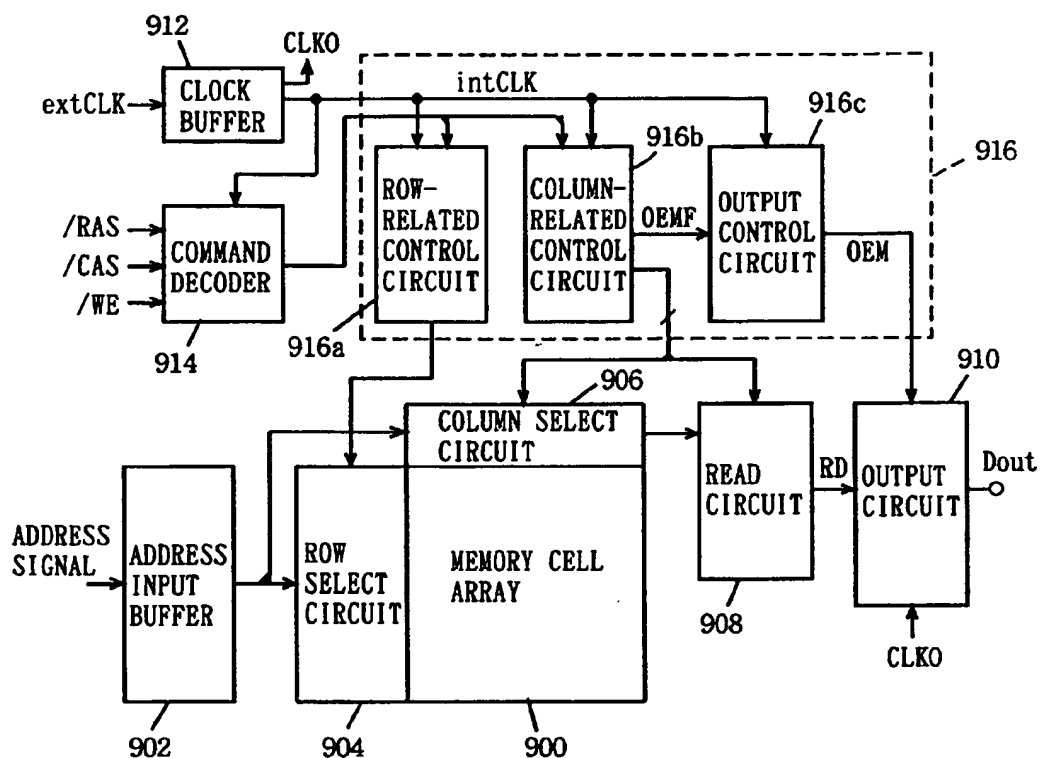 912
CLKO
extCLK
CLOCK
BUFFER
intCLK
916c
916b
916
/RAS
/CAS
/WE
COMMAND
DECODER
914
ROW-
RELATED
CONTROL
CIRCUIT
916a
COLUMN-
RELATED
CONTROL
CIRCUIT
OEMF
OUTPUT
CONTROL
CIRCUIT
OEM
906
910
COLUMN SELECT
CIRCUIT
READ
CIRCUIT
RD
OUTPUT
CIRCUIT
Dout
ADDRESS
SIGNAL
ADDRESS
INPUT
BUFFER
ROW
SELECT
CIRCUIT
MEMORY CELL
ARRAY
908
CLKO
902
904
900